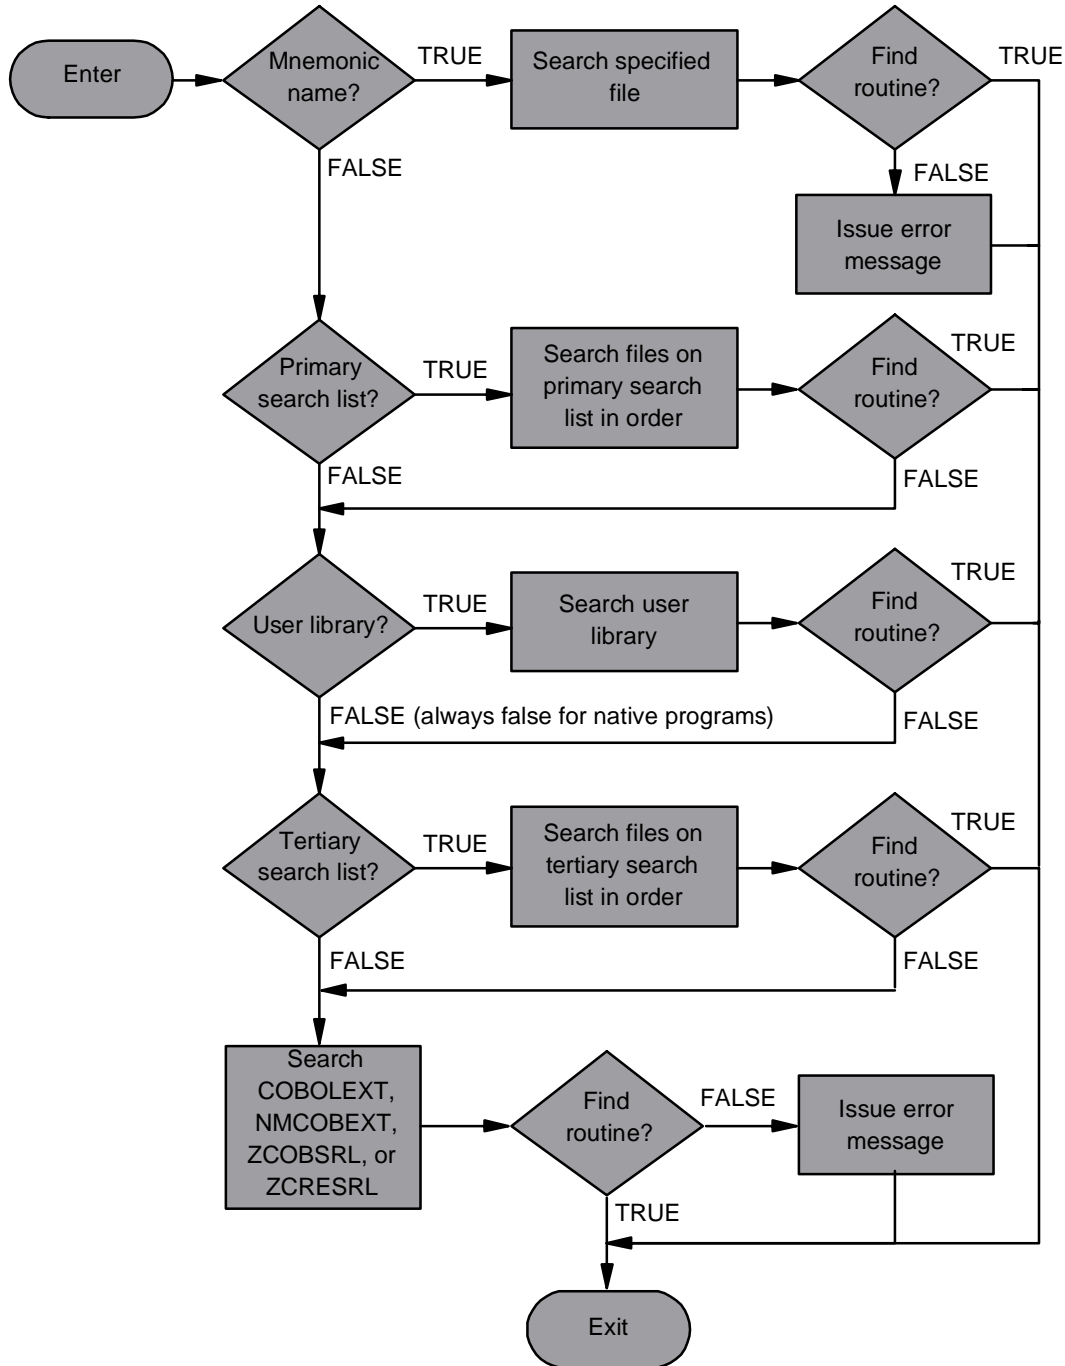 Enter
Mnemonic
name?
TRUE
Search specified
file
Find
routine?
TRUE
FALSE
FALSE
Issue error
message
Primary
search list?
TRUE
Search files on
primary search
list in order
Find
routine?
TRUE
FALSE
FALSE
User library?
TRUE
Search user
library
Find
routine?
TRUE
FALSE (always false for native programs)
FALSE
Tertiary
search list?
TRUE
Search files on
tertiary search
list in order
Find
routine?
TRUE
FALSE
FALSE
Search
COBOLEXT,
NMCOBEXT,
ZCOBSRL, or
ZCRESRL
Find
routine?
FALSE
Issue error
message
TRUE
Exit